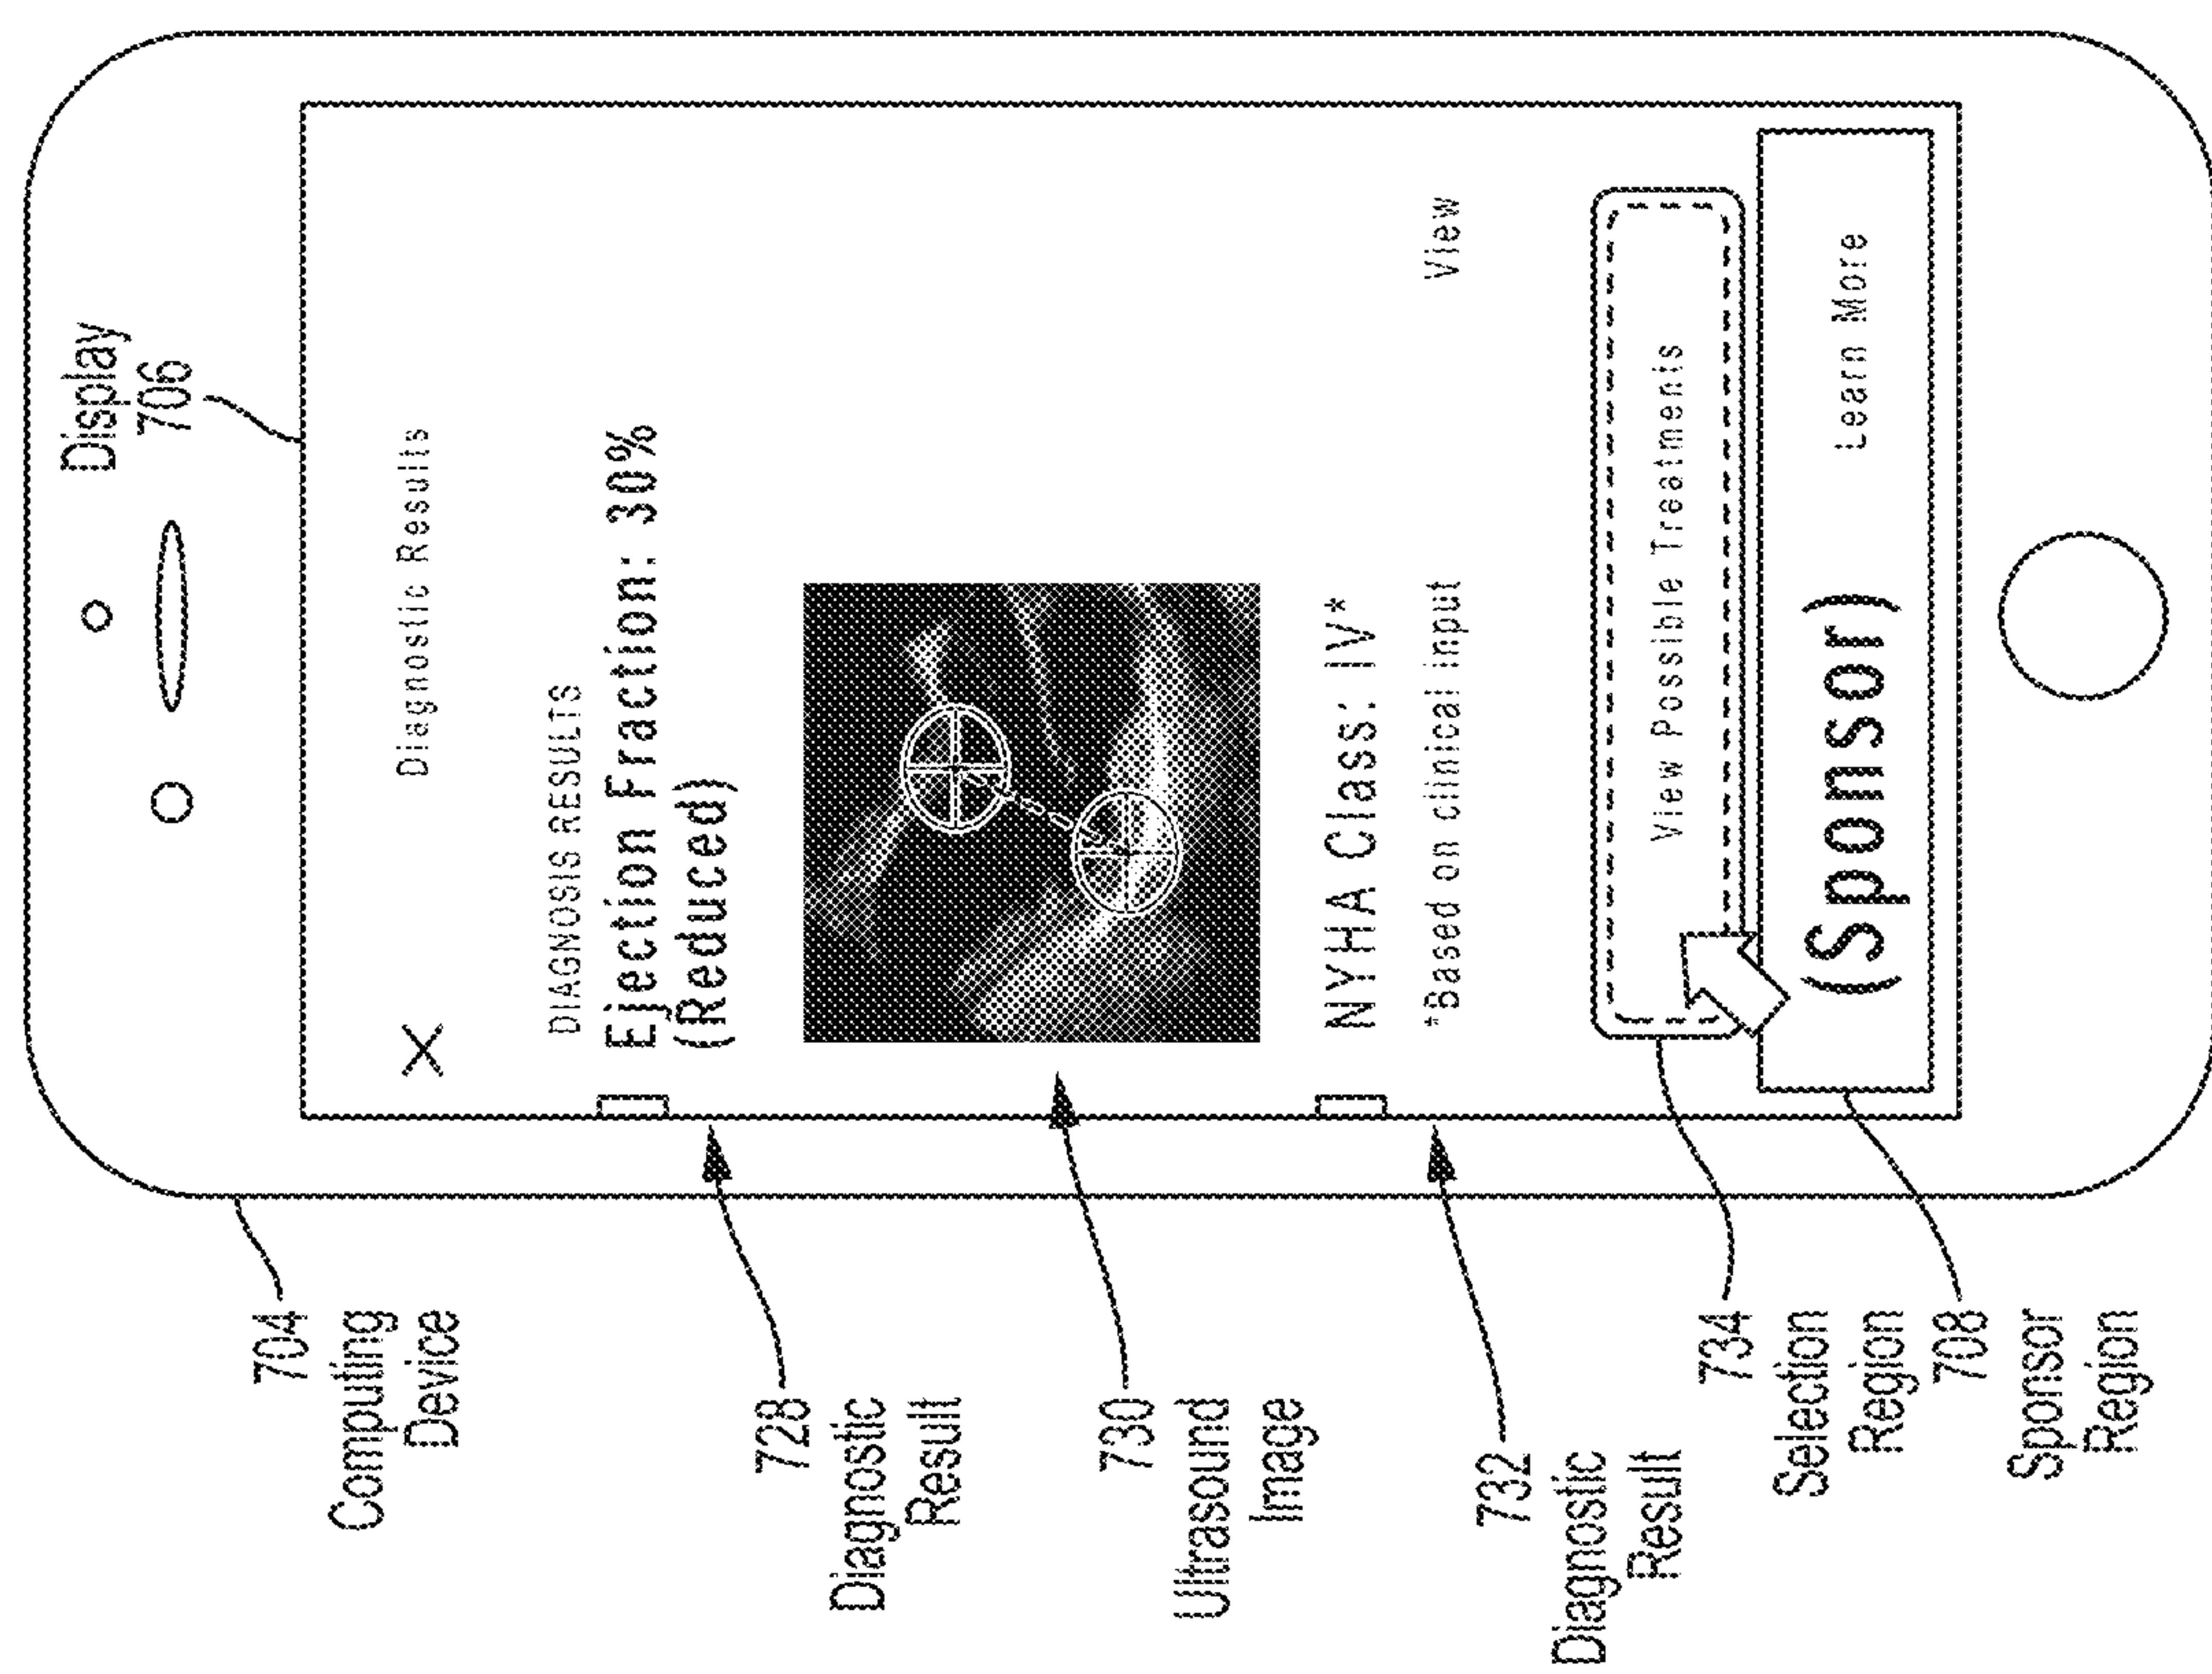 Display
706
Diagnostic Results
DIAGNOSIS RESULTS
Ejection Fraction: 30%
(Reduced)
NYHA Class: IV*
*Based on clinical input
View
View Possible Treatments
(Sponsor)
Learn More
704
Computing
Device
728
Diagnostic
Result
730
Ultrasound
Image
732
Diagnostic
Result
734
Selection
Region
708
Sponsor
Region